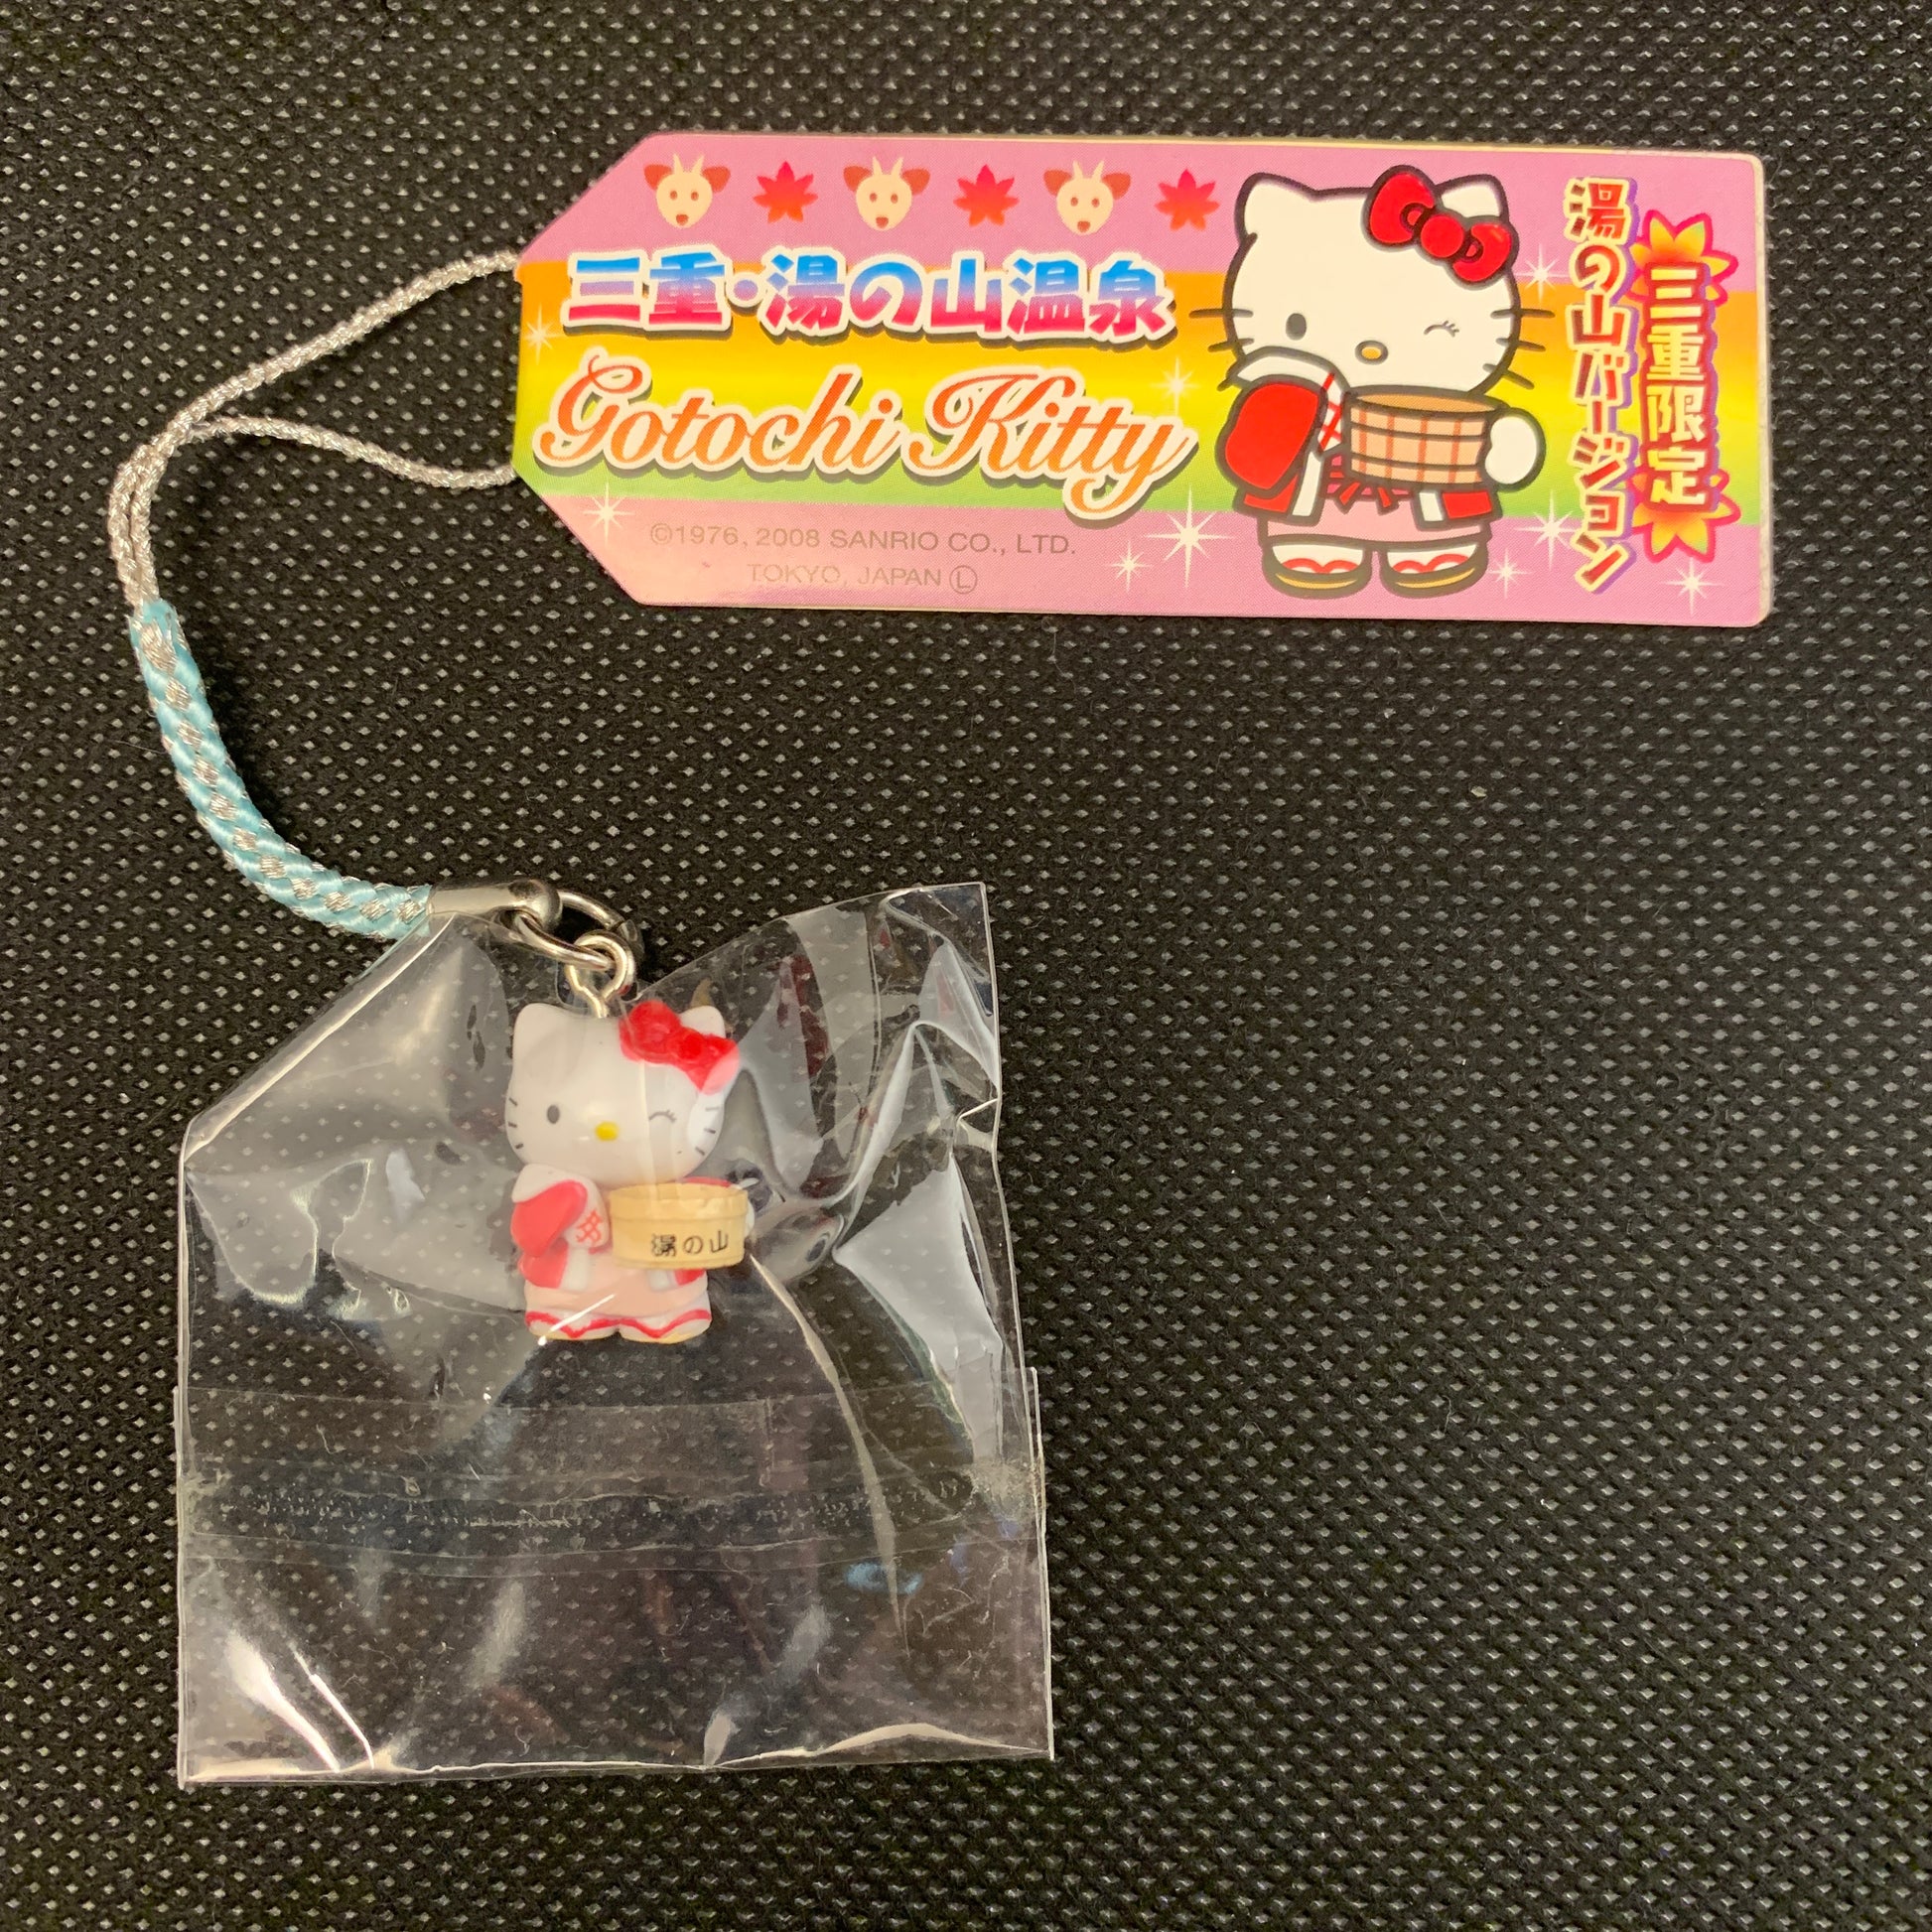 三重・湯の山温泉
Gotochi Kitty
©1976, 2008 SANRIO CO., LTD.
TOKYO, JAPAN Ⓛ
三重限定
湯の山バージョン
湯の山